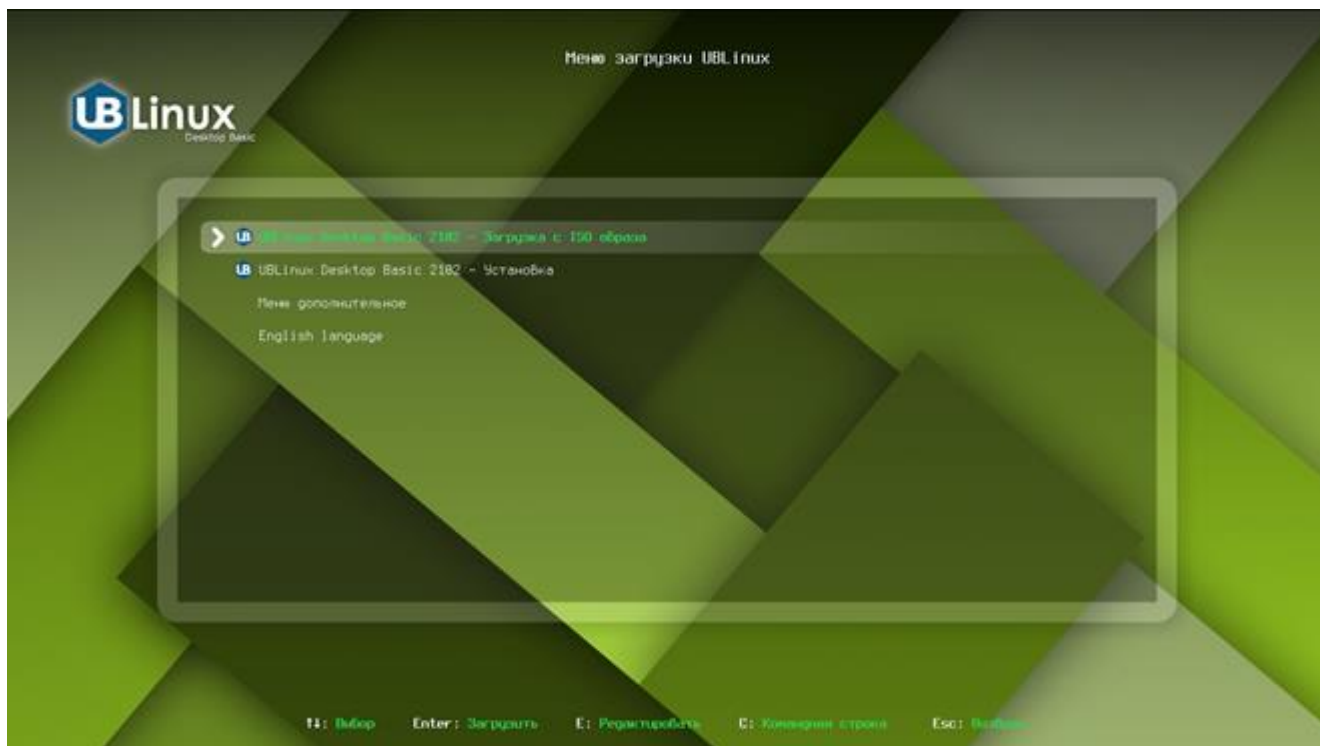 Меню загрузки UBLinux
UBLinux
Desktop Basic
UBLinux Desktop Basic 2102 - Загрузка с ISO образа
UBLinux Desktop Basic 2102 - Установка
Меню дополнительное
English language
↑↓: Выбор Enter: Загрузить E: Редактировать C: Командная строка Esc: